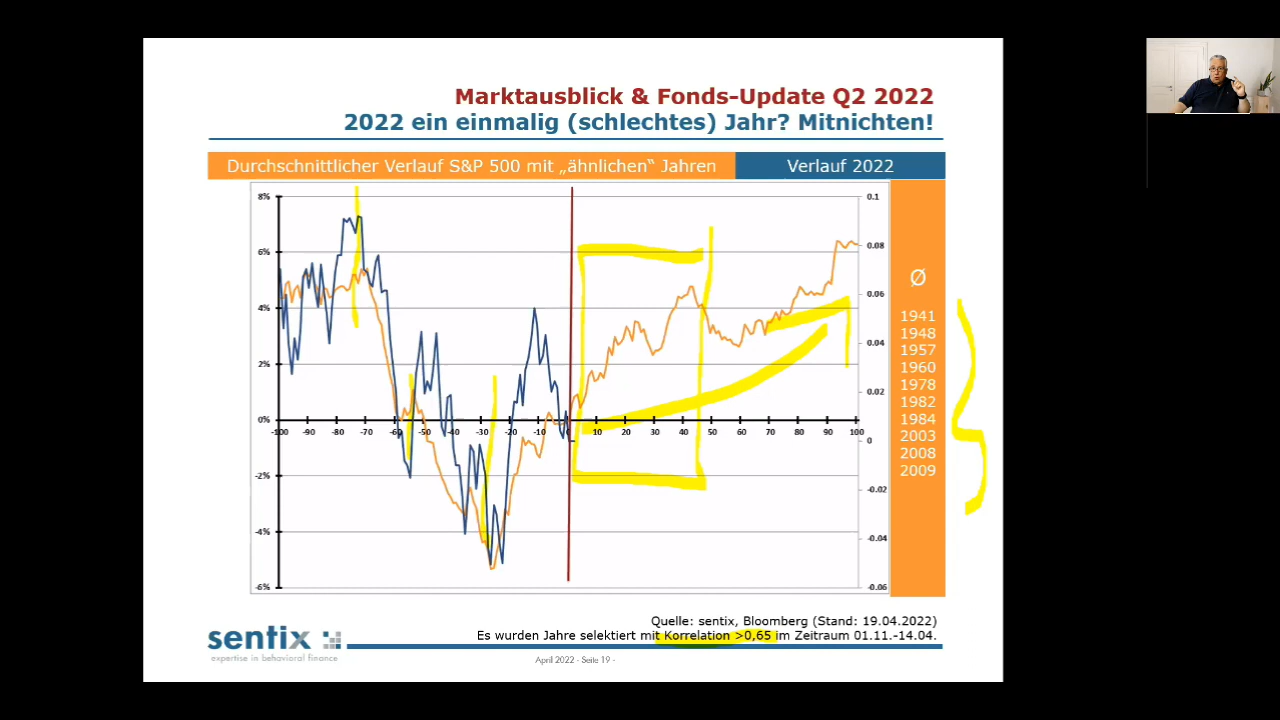 Marktausblick & Fonds-Update Q2 2022
2022 ein einmalig (schlechtes) Jahr? Mitnichten!
Durchschnittlicher Verlauf S&P 500 mit „ähnlichen“ Jahren
Verlauf 2022
8%
6%
4%
2%
0%
-2%
-4%
-6%
-100 -90 -80 -70 -60 -50 -40 -30 -20 -10 0 10 20 30 40 50 60 70 80 90 100
0.1
0.08
0.06
0.04
0.02
0
-0.02
-0.04
-0.06
Ø
1941
1948
1957
1960
1978
1982
1984
2003
2008
2009
Quelle: sentix, Bloomberg (Stand: 19.04.2022)
Es wurden Jahre selektiert mit Korrelation >0,65 im Zeitraum 01.11.-14.04.
sentix
expertise in behavioral finance
April 2022 - Seite 19 -